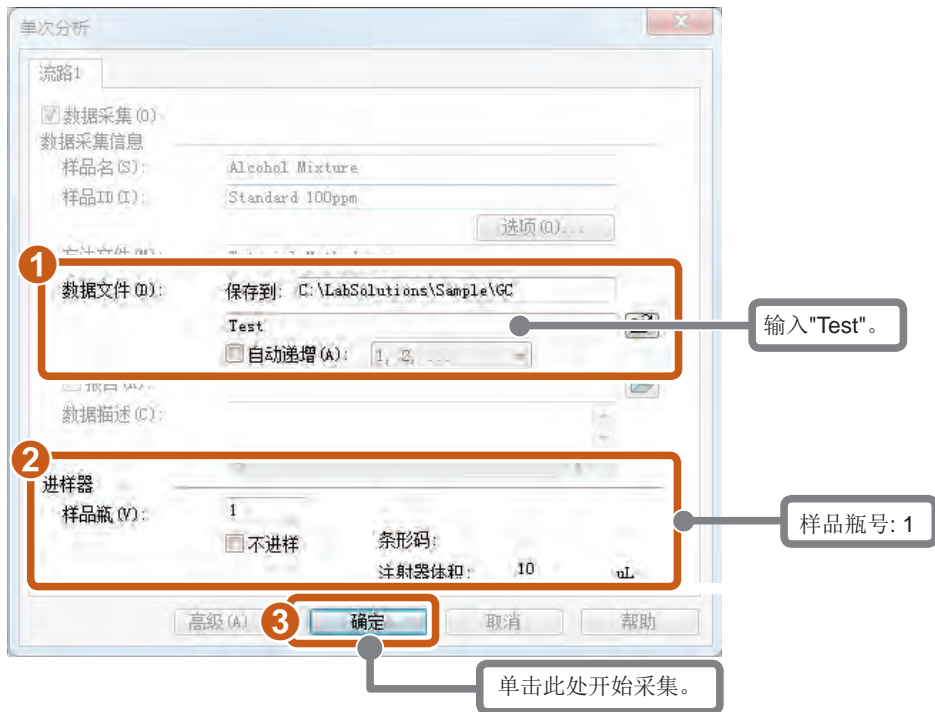 单次分析
流路1
数据采集(O)
数据采集信息
样品名(S): Alcohol Mixture
样品ID(I): Standard 100ppm
选项(O)...
1
数据文件(D): 保存到: C:\LabSolutions\Sample\GC
Test
输入"Test"。
自动递增(A): 1, 2, ...
数据描述(C):
2
进样器
样品瓶(V): 1
样品瓶号: 1
不进样 条形码:
注射器体积: 10 uL
高级(A) 3 确定 取消 帮助
单击此处开始采集。